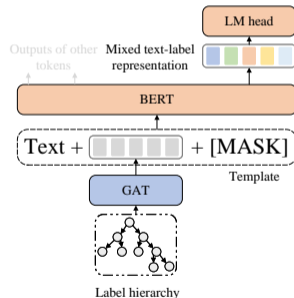 LM head
Outputs of other
tokens
Mixed text-label
representation
BERT
Text + + [MASK]
Template
GAT
Label hierarchy